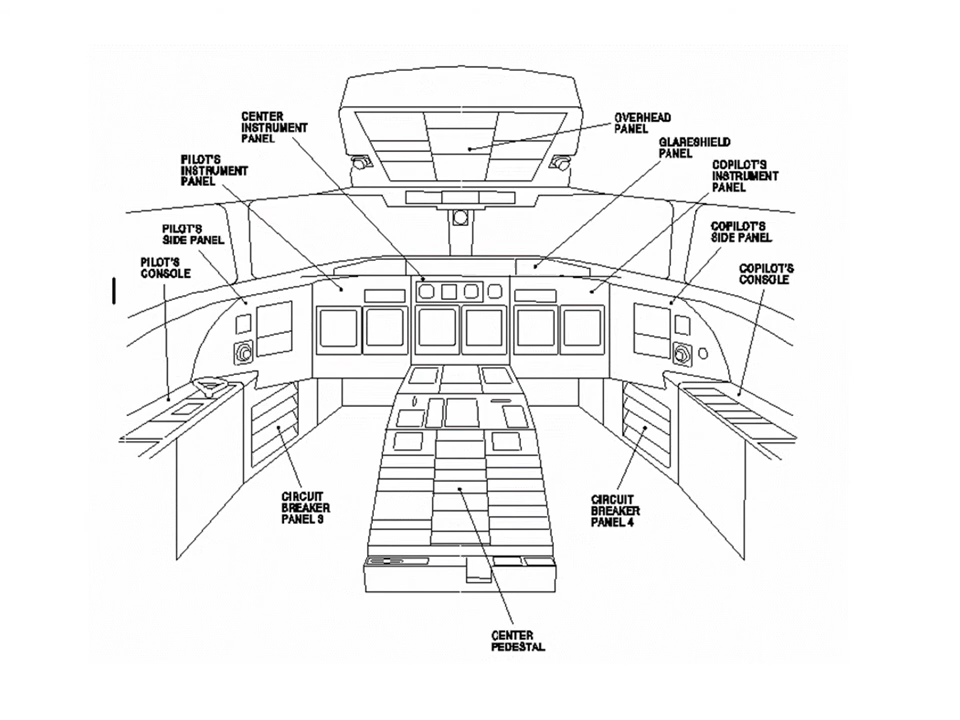 CENTER
INSTRUMENT
PANEL
OVERHEAD
PANEL
GLARESHIELD
PANEL
PILOT'S
INSTRUMENT
PANEL
COPILOT'S
INSTRUMENT
PANEL
PILOT'S
SIDE PANEL
COPILOT'S
SIDE PANEL
PILOT'S
CONSOLE
COPILOT'S
CONSOLE
CIRCUIT
BREAKER
PANEL 3
CIRCUIT
BREAKER
PANEL 4
CENTER
PEDESTAL